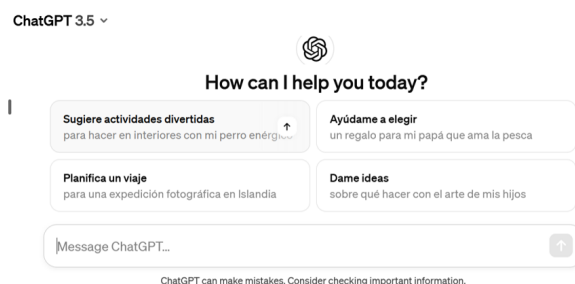 ChatGPT 3.5
How can I help you today?
Sugiere actividades divertidas
para hacer en interiores con mi perro
Ayúdame a elegir
un regalo para mi papá que ama la pesca
Planifica un viaje
para una expedición fotográfica en Islandia
Dame ideas
sobre qué hacer con el arte de mis hijos
Message ChatGPT...
ChatGPT can make mistakes. Consider checking important information.